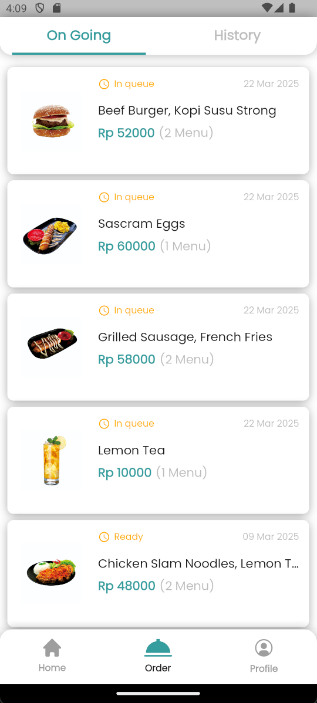 4:09
On Going History
In queue 22 Mar 2025
Beef Burger, Kopi Susu Strong
Rp 52000 (2 Menu)
In queue 22 Mar 2025
Sascram Eggs
Rp 60000 (1 Menu)
In queue 22 Mar 2025
Grilled Sausage, French Fries
Rp 58000 (2 Menu)
In queue 22 Mar 2025
Lemon Tea
Rp 10000 (1 Menu)
Ready 09 Mar 2025
Chicken Slam Noodles, Lemon T...
Rp 48000 (2 Menu)
Home Order Profile